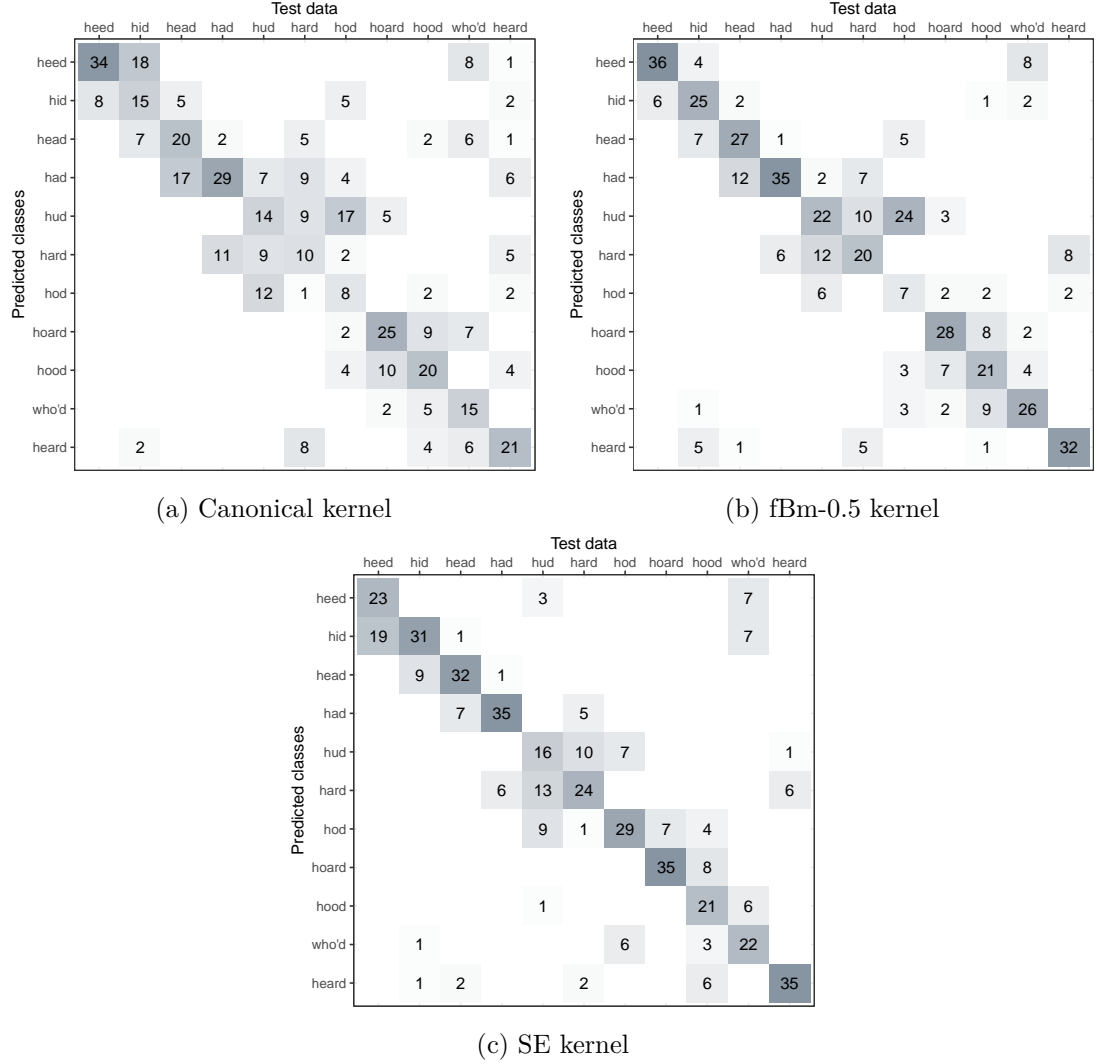 Test data
heed hid head had hud hard hod hoard hood who'd heard
Predicted classes
heed 34 18 8 1
hid 8 15 5 5 2
head 7 20 2 5 2 6 1
had 17 29 7 9 4 6
hud 14 9 17 5
hard 11 9 10 2 5
hod 12 1 8 2 2
hoard 2 25 9 7
hood 4 10 20 4
who'd 2 5 15
heard 2 8 4 6 21
(a) Canonical kernel
Test data
heed hid head had hud hard hod hoard hood who'd heard
Predicted classes
heed 36 4 8
hid 6 25 2 1 2
head 7 27 1 5
had 12 35 2 7
hud 22 10 24 3
hard 6 12 20 8
hod 6 7 2 2 2
hoard 28 8 2
hood 3 7 21 4
who'd 1 3 2 9 26
heard 5 1 5 1 32
(b) fBm-0.5 kernel
Test data
heed hid head had hud hard hod hoard hood who'd heard
Predicted classes
heed 23 3 7
hid 19 31 1 7
head 9 32 1
had 7 35 5
hud 16 10 7 1
hard 6 13 24 6
hod 9 1 29 7 4
hoard 35 8
hood 1 21 6
who'd 1 6 3 22
heard 1 2 2 6 35
(c) SE kernel